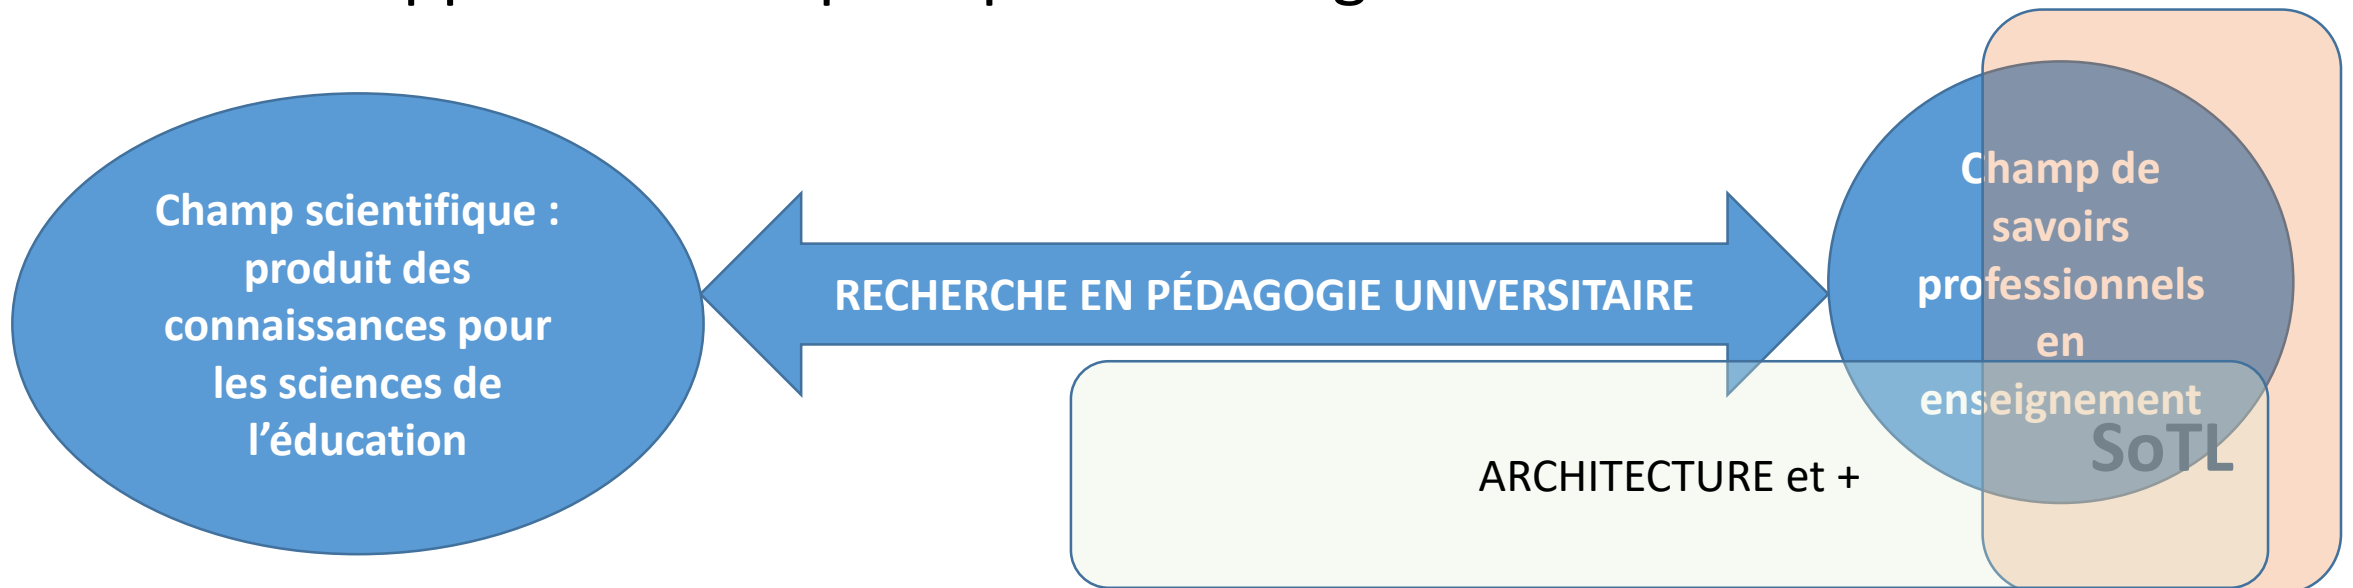 Champ scientifique :
produit des
connaissances pour
les sciences de
l’éducation
RECHERCHE EN PÉDAGOGIE UNIVERSITAIRE
Champ de
savoirs
professionnels
en
enseignement
SoTL
ARCHITECTURE et +